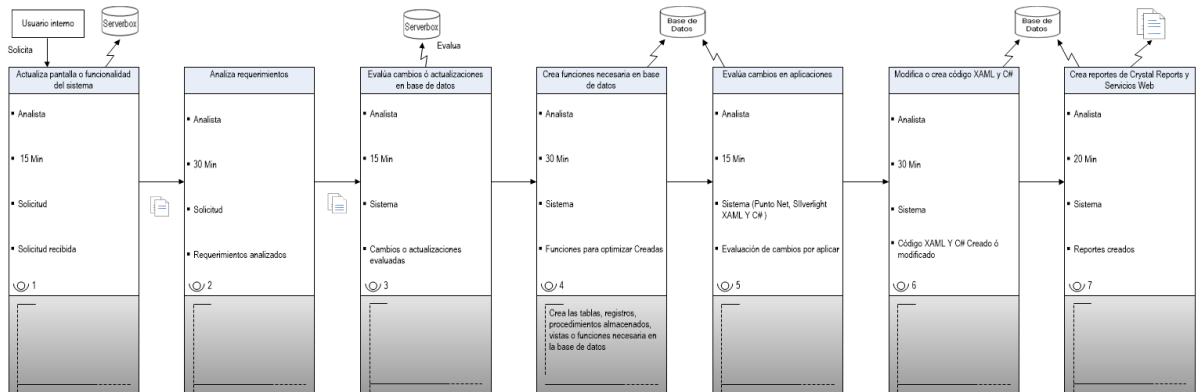 Usuario interno
Serverbox
Solicita
Actualiza pantalla o funcionalidad
del sistema
▪ Analista
▪ 15 Min
▪ Solicitud
▪ Solicitud recibida
1
Analiza requerimientos
▪ Analista
▪ 30 Min
▪ Solicitud
▪ Requerimientos analizados
2
Serverbox
Evalua
Evalúa cambios ó actualizaciones
en base de datos
▪ Analista
▪ 15 Min
▪ Sistema
▪ Cambios o actualizaciones
evaluadas
3
Base de
Datos
Crea funciones necesaria en base
de datos
▪ Analista
▪ 30 Min
▪ Sistema
▪ Funciones para optimizar Creadas
4
Crea las tablas, registros,
procedimientos almacenados,
vistas o funciones necesaria en
la base de datos
Evalúa cambios en aplicaciones
▪ Analista
▪ 15 Min
▪ Sistema (Punto Net, SIlverlight
XAML Y C# )
▪ Evaluación de cambios por aplicar
5
Base de
Datos
Modifica o crea código XAML y C#
▪ Analista
▪ 30 Min
▪ Sistema
▪ Código XAML Y C# Creado ó
modificado
6
Crea reportes de Crystal Reports y
Servicios Web
▪ Analista
▪ 20 Min
▪ Sistema
▪ Reportes creados
7